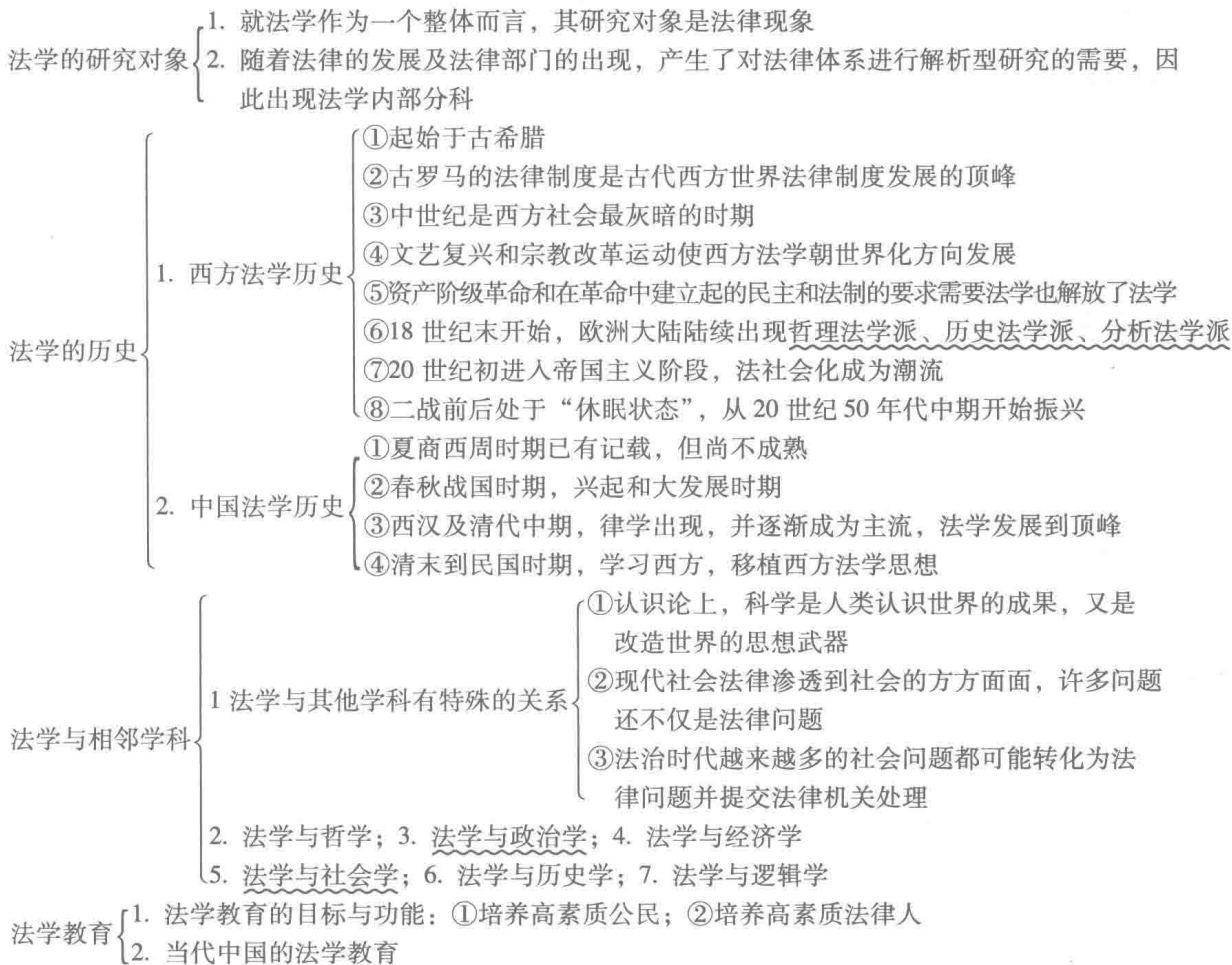 法学的研究对象
1. 就法学作为一个整体而言，其研究对象是法律现象
2. 随着法律的发展及法律部门的出现，产生了对法律体系进行解析型研究的需要，因
此出现法学内部分科
法学的历史
1. 西方法学历史
①起始于古希腊
②古罗马的法律制度是古代西方世界法律制度发展的顶峰
③中世纪是西方社会最灰暗的时期
④文艺复兴和宗教改革运动使西方法学朝世界化方向发展
⑤资产阶级革命和在革命中建立起的民主和法制的要求需要法学也解放了法学
⑥18 世纪末开始，欧洲大陆陆续出现哲理法学派、历史法学派、分析法学派
⑦20 世纪初进入帝国主义阶段，法社会化成为潮流
⑧二战前后处于“休眠状态”，从 20 世纪 50 年代中期开始振兴
2. 中国法学历史
①夏商西周时期已有记载，但尚不成熟
②春秋战国时期，兴起和大发展时期
③西汉及清代中期，律学出现，并逐渐成为主流，法学发展到顶峰
④清末到民国时期，学习西方，移植西方法学思想
法学与相邻学科
1 法学与其他学科有特殊的关系
①认识论上，科学是人类认识世界的成果，又是
改造世界的思想武器
②现代社会法律渗透到社会的方方面面，许多问题
还不仅是法律问题
③法治时代越来越多的社会问题都可能转化为法
律问题并提交法律机关处理
2. 法学与哲学；3. 法学与政治学；4. 法学与经济学
5. 法学与社会学；6. 法学与历史学；7. 法学与逻辑学
法学教育
1. 法学教育的目标与功能：①培养高素质公民；②培养高素质法律人
2. 当代中国的法学教育